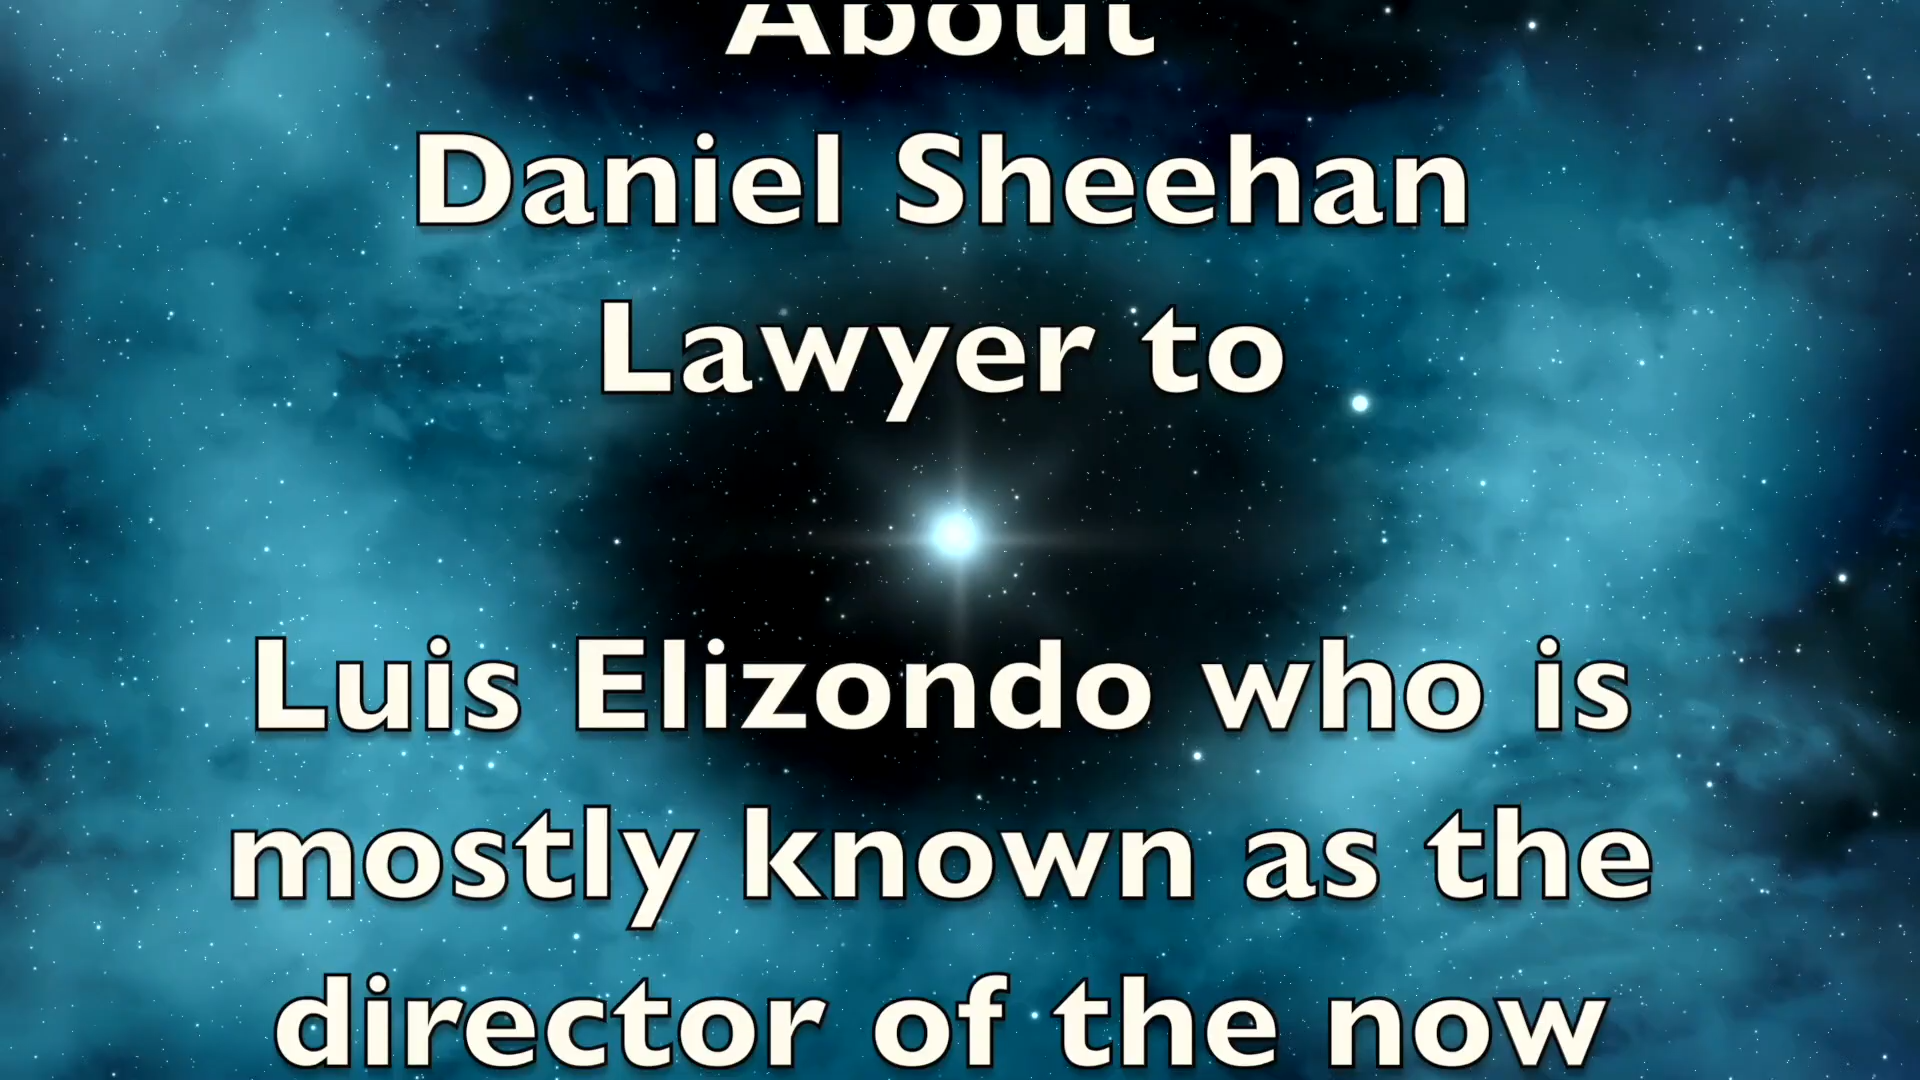 About
Daniel Sheehan
Lawyer to
Luis Elizondo who is
mostly known as the
director of the now